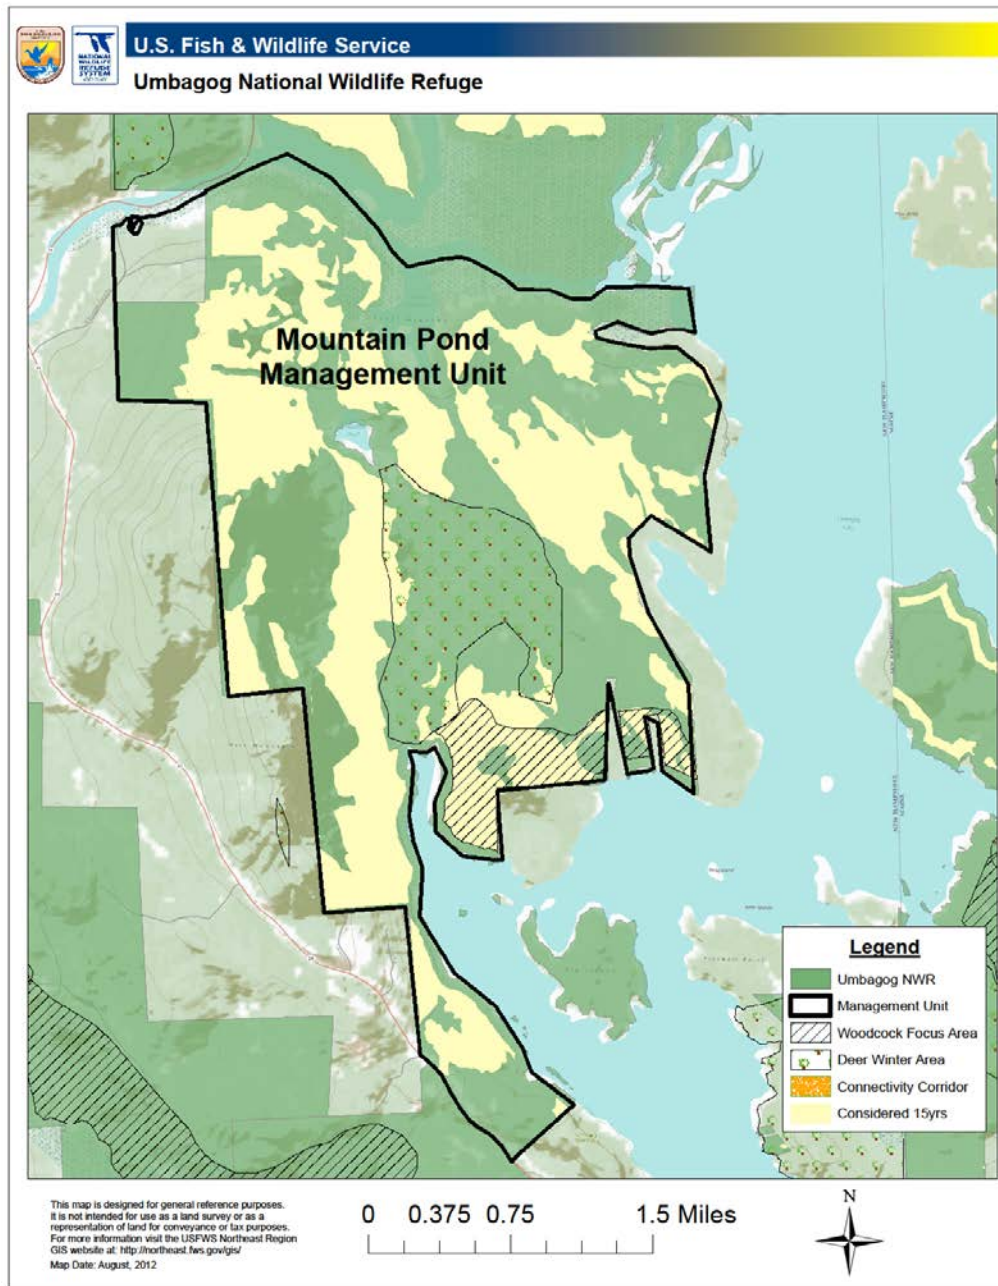 U.S. Fish & Wildlife Service
NATIONAL
WILDLIFE
REFUGE
SYSTEM
Umbagog National Wildlife Refuge
Mountain Pond
Management Unit
Legend
Umbagog NWR
Management Unit
Woodcock Focus Area
Deer Winter Area
Connectivity Corridor
Considered 15yrs
This map is designed for general reference purposes.
It is not intended for use as a land survey or as a
representation of land for conveyance or tax purposes.
For more information visit the USFWS Northeast Region
GIS website at: http://northeast.fws.gov/gis/
Map Date: August, 2012
0 0.375 0.75 1.5 Miles
N